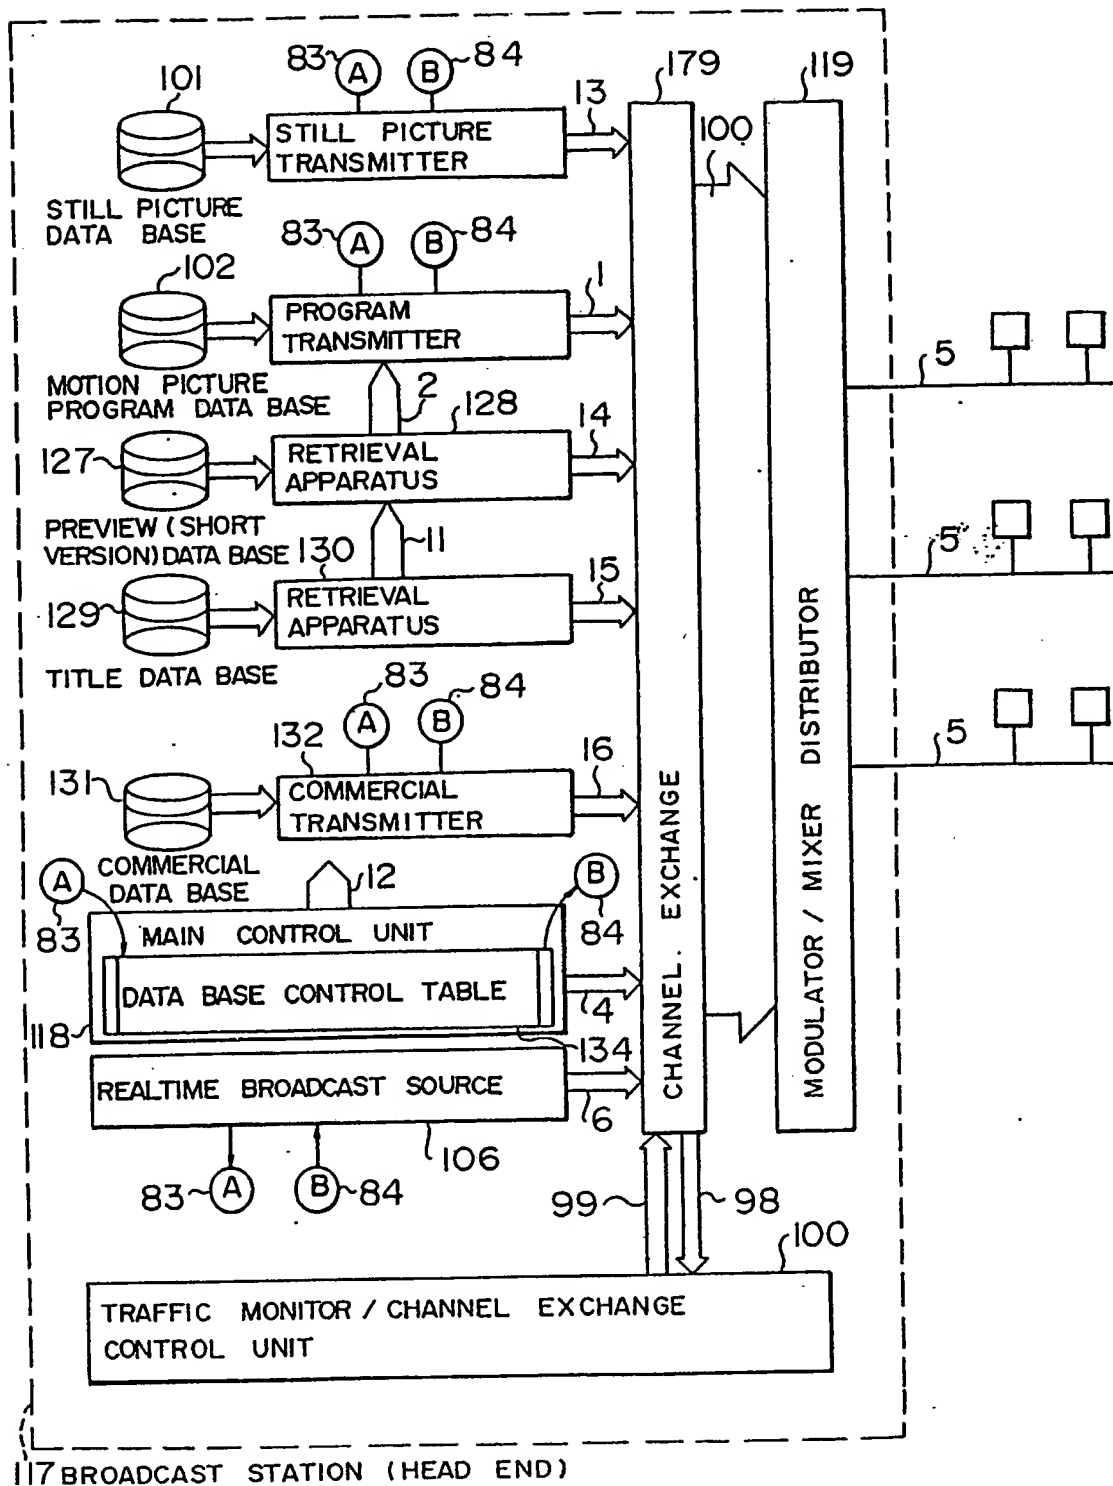 83 A B 84
101
STILL PICTURE
TRANSMITTER
13
179
119
100
STILL PICTURE
DATA BASE
83 A B 84
102
PROGRAM
TRANSMITTER
1
MOTION PICTURE
PROGRAM DATA BASE
2
128
5
127
RETRIEVAL
APPARATUS
14
PREVIEW (SHORT
VERSION) DATA BASE
130
11
5
129
RETRIEVAL
APPARATUS
15
TITLE DATA BASE
83 A B 84
132
131
COMMERCIAL
TRANSMITTER
16
5
COMMERCIAL
DATA BASE
CHANNEL. EXCHANGE
MODULATOR / MIXER DISTRIBUTOR
A
83
12
B
84
MAIN CONTROL UNIT
DATA BASE CONTROL TABLE
4
118
134
REALTIME BROADCAST SOURCE
6
106
83 A B 84
99
98
100
TRAFFIC MONITOR / CHANNEL EXCHANGE
CONTROL UNIT
117 BROADCAST STATION (HEAD END)